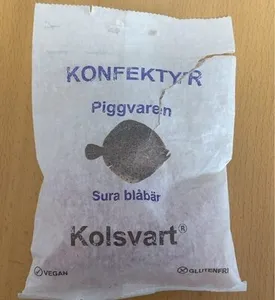 KONFEKTYR
Piggvaren
Sura blåbär
Kolsvart®
VEGAN
GLUTENFRI